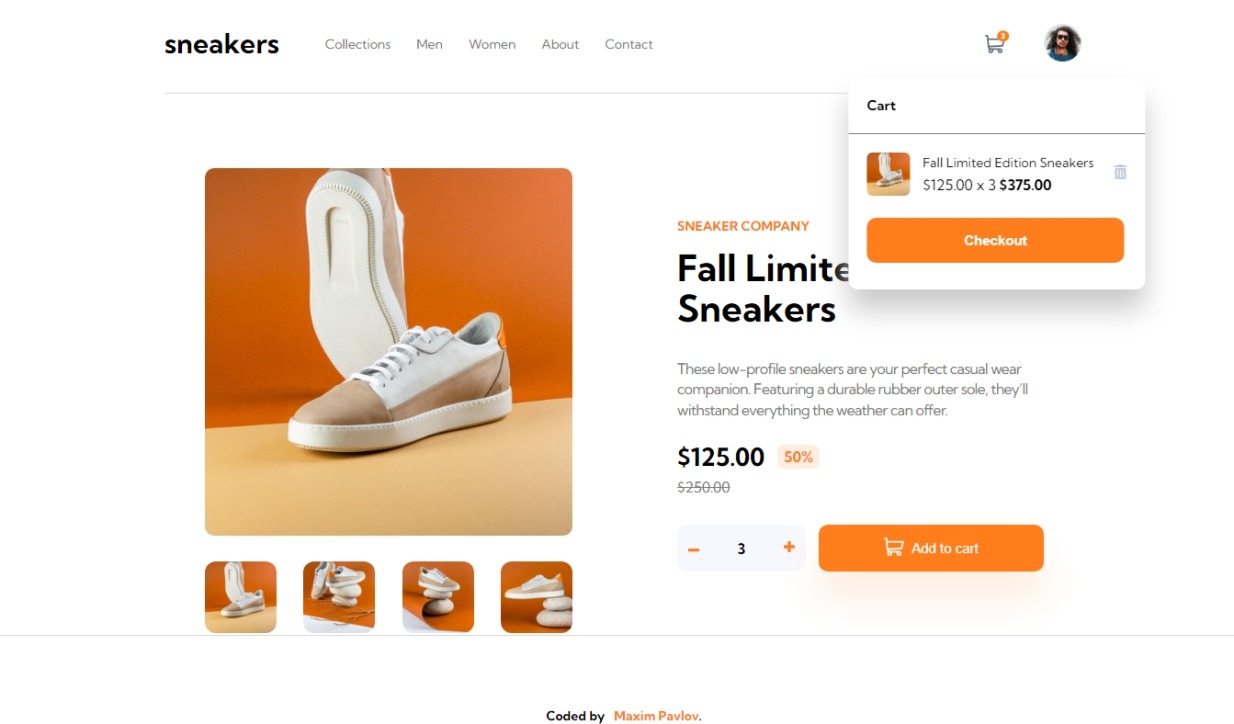 sneakers
Collections Men Women About Contact
3
Cart
Fall Limited Edition Sneakers
$125.00 x 3 $375.00
Checkout
SNEAKER COMPANY
Fall Limite
Sneakers
These low-profile sneakers are your perfect casual wear
companion. Featuring a durable rubber outer sole, they'll
withstand everything the weather can offer.
$125.00 50%
$250.00
3
Add to cart
Coded by Maxim Pavlov.